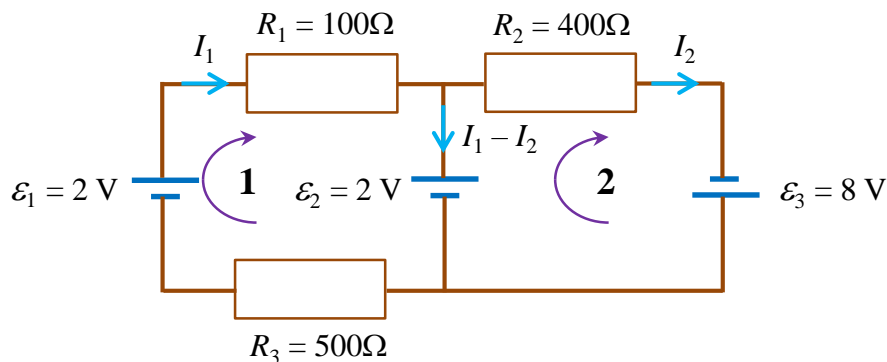 R₁ = 100Ω
R₂ = 400Ω
I₁
I₂
I₁ – I₂
ε₁ = 2 V
1
ε₂ = 2 V
2
ε₃ = 8 V
R₃ = 500Ω